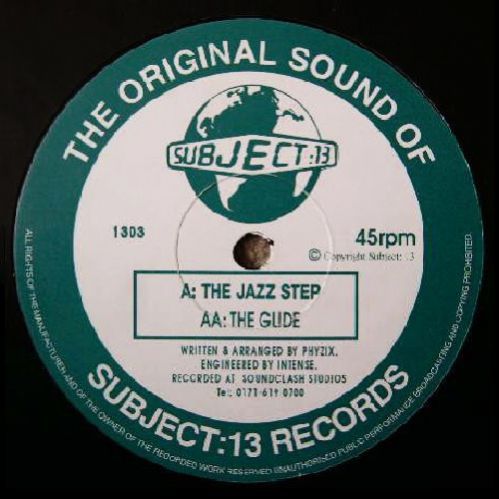 THE ORIGINAL SOUND OF
SUBJECT:13
1303
45rpm
© Copyright Subject: 13
A: THE JAZZ STEP
AA: THE GLIDE
WRITTEN & ARRANGED BY PHYZIX.
ENGINEERED BY INTENSE.
RECORDED AT SOUNDCLASH STUDIOS
Tel: 0171 619 0700
SUBJECT:13 RECORDS
ALL RIGHTS OF THE MANUFACTURER AND OF THE OWNER OF THE RECORDED WORK RESERVED UNAUTHORISED PUBLIC PERFORMANCE BROADCASTING AND COPYING PROHIBITED